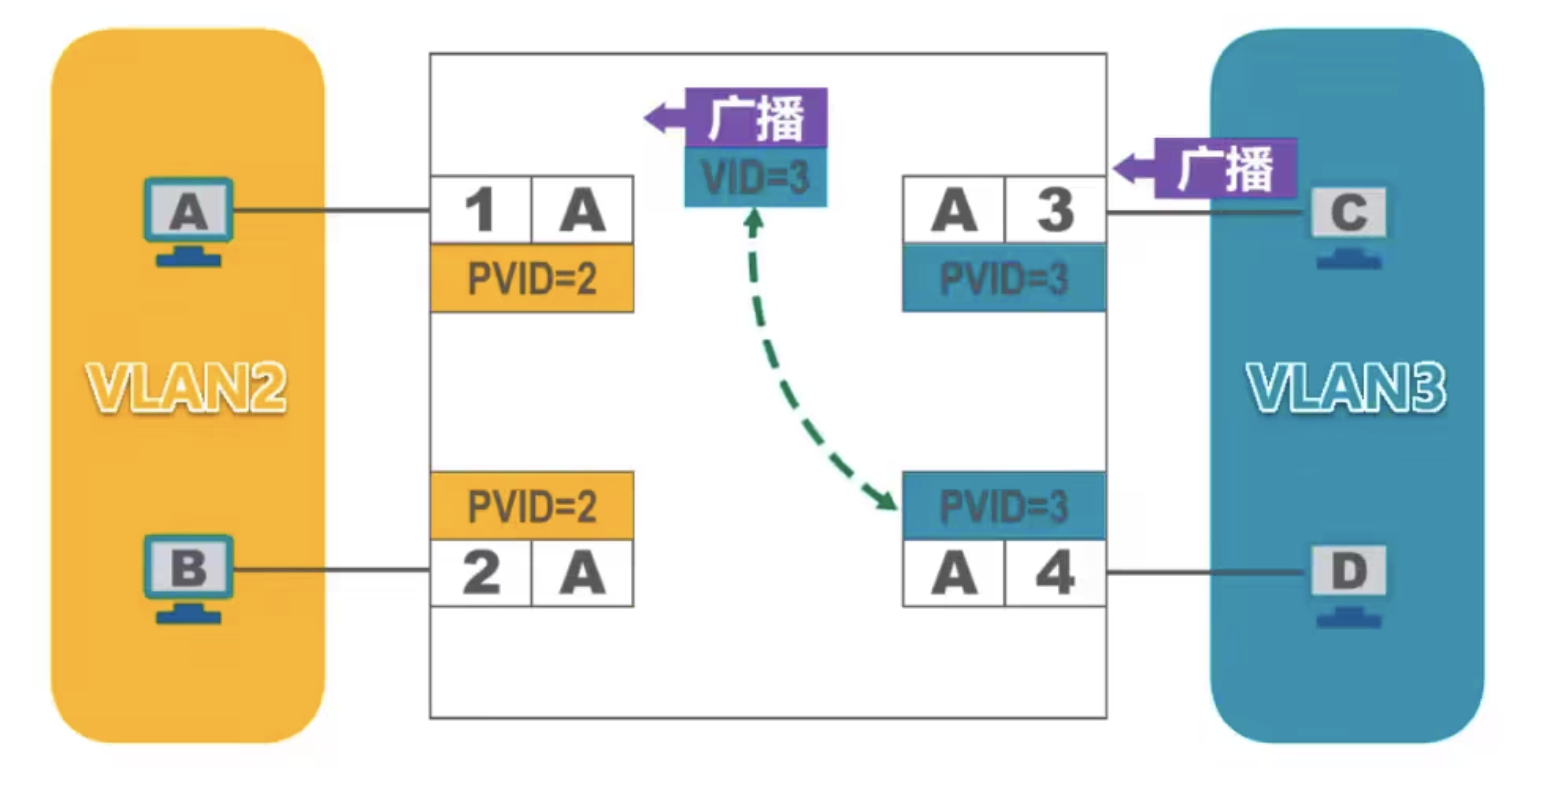 广播
VID=3
广播
A
1 A
PVID=2
A 3
PVID=3
C
VLAN2
VLAN3
PVID=2
2 A
B
PVID=3
A 4
D